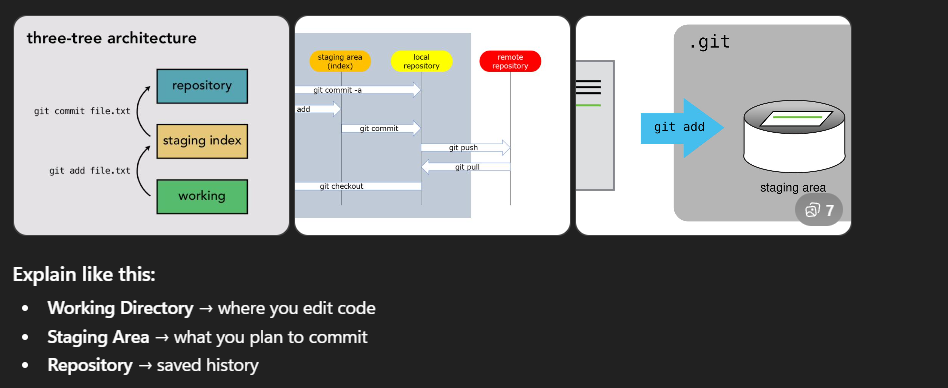 three-tree architecture
repository
git commit file.txt
staging index
git add file.txt
working
staging area
(index)
local
repository
remote
repository
git commit -a
add
git commit
git push
git pull
git checkout
.git
git add
staging area
7
Explain like this:
• Working Directory → where you edit code
• Staging Area → what you plan to commit
• Repository → saved history